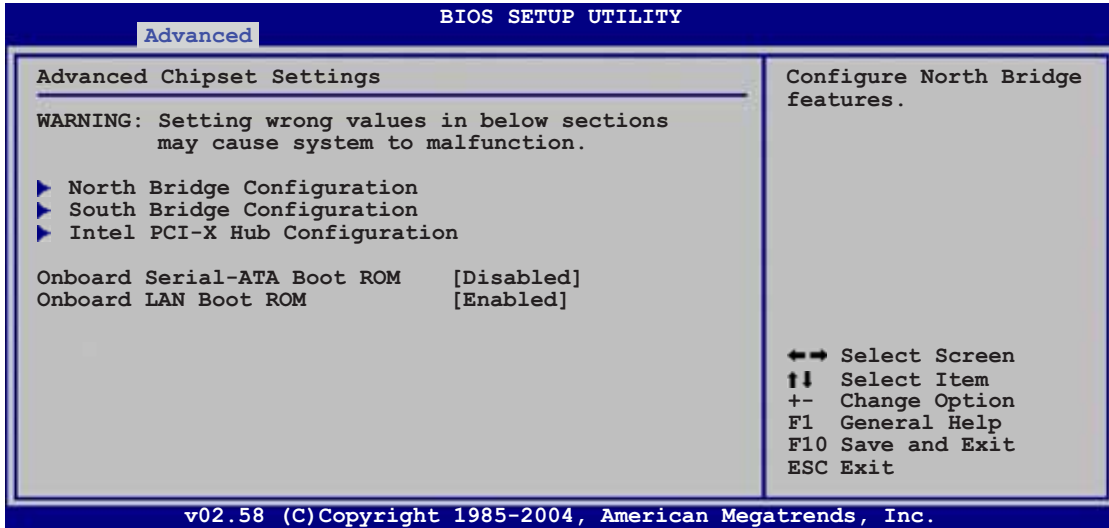 BIOS SETUP UTILITY
Advanced
Advanced Chipset Settings
WARNING: Setting wrong values in below sections
may cause system to malfunction.
North Bridge Configuration
South Bridge Configuration
Intel PCI-X Hub Configuration
Onboard Serial-ATA Boot ROM [Disabled]
Onboard LAN Boot ROM [Enabled]
Configure North Bridge
features.
Select Screen
Select Item
+- Change Option
F1 General Help
F10 Save and Exit
ESC Exit
v02.58 (C)Copyright 1985-2004, American Megatrends, Inc.